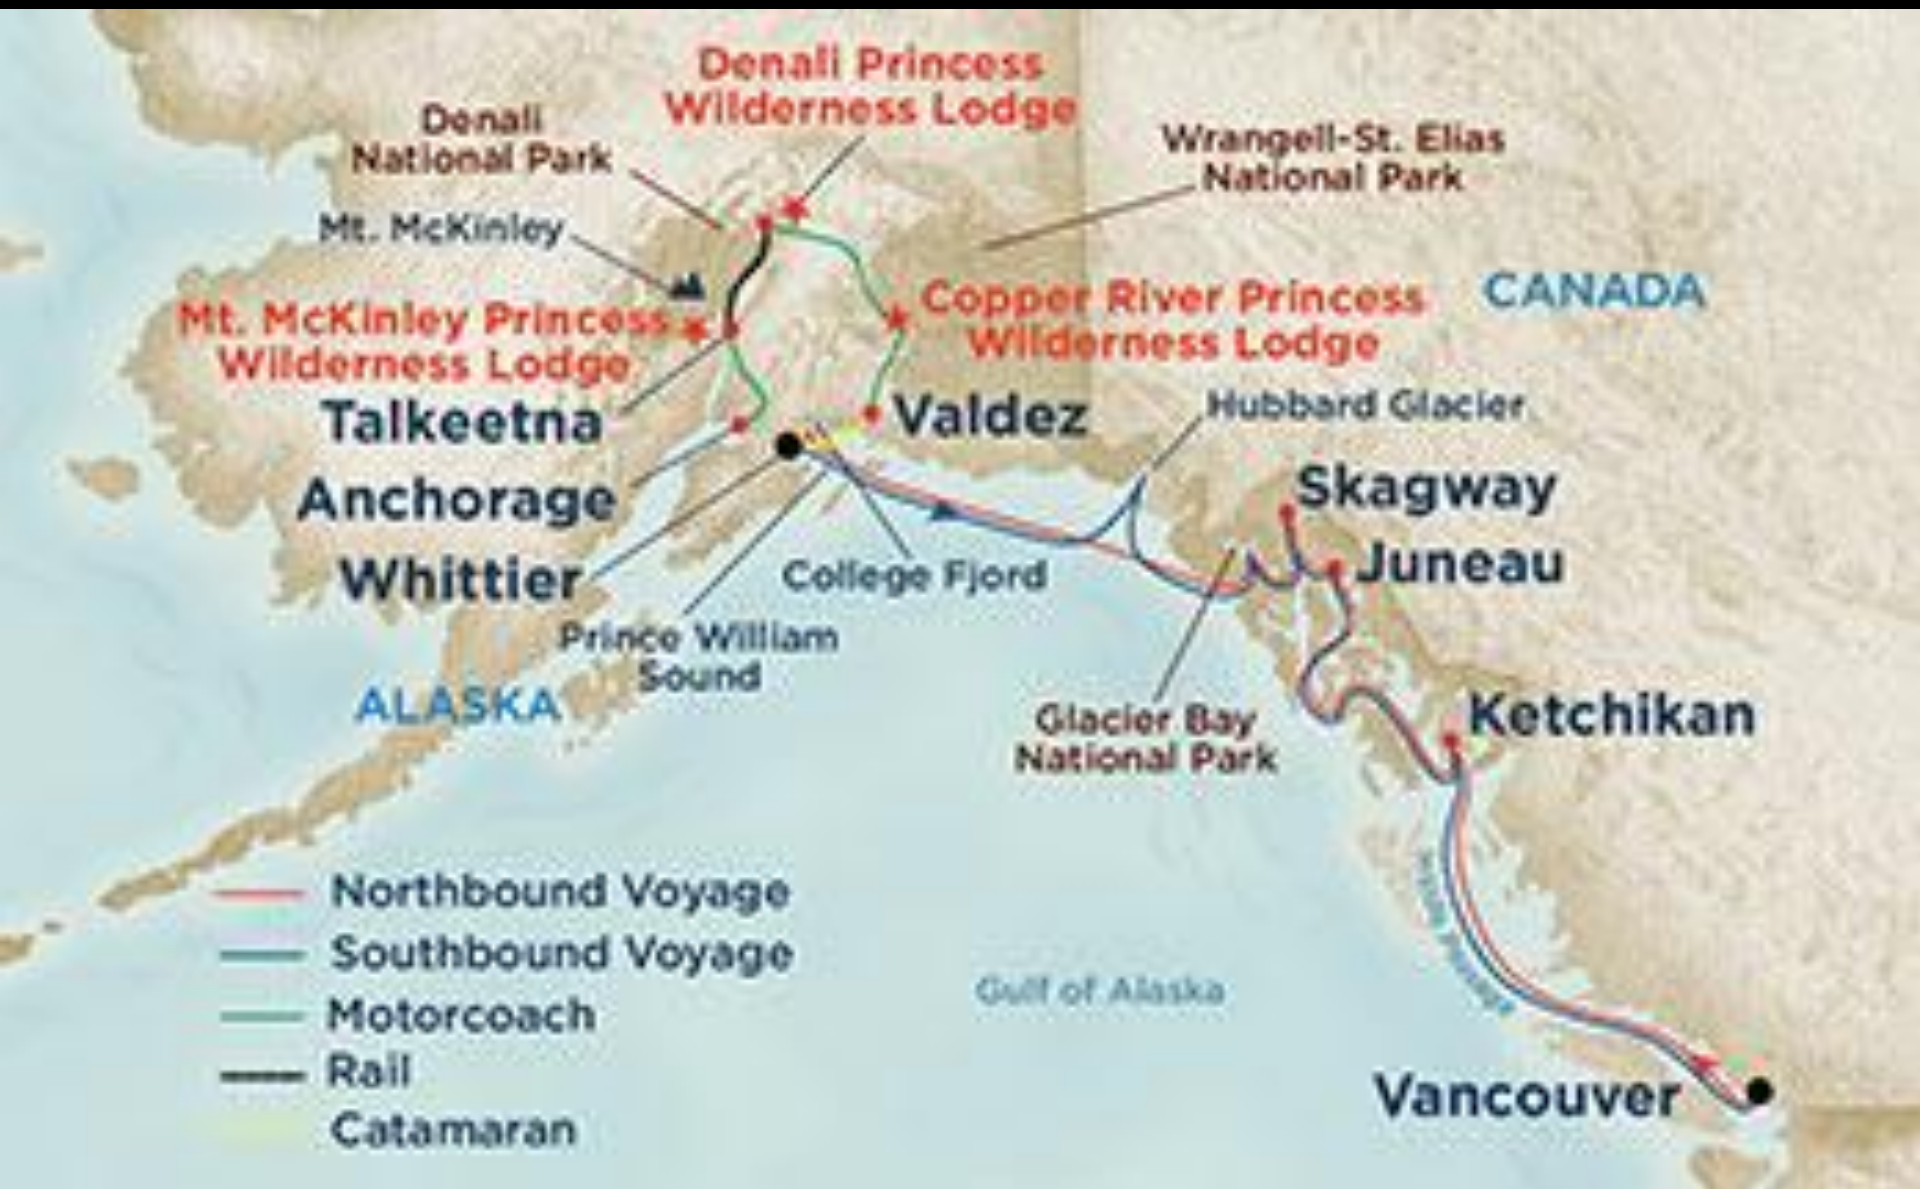 Denali Princess
Wilderness Lodge
Denali
National Park
Wrangell-St. Elias
National Park
Mt. McKinley
Copper River Princess
Wilderness Lodge
CANADA
Mt. McKinley Princess
Wilderness Lodge
Talkeetna
Valdez
Hubbard Glacier
Anchorage
Skagway
Whittier
College Fjord
Juneau
Prince William
Sound
ALASKA
Glacier Bay
National Park
Ketchikan
Inside Passage
Northbound Voyage
Southbound Voyage
Motorcoach
Rail
Catamaran
Gulf of Alaska
Vancouver